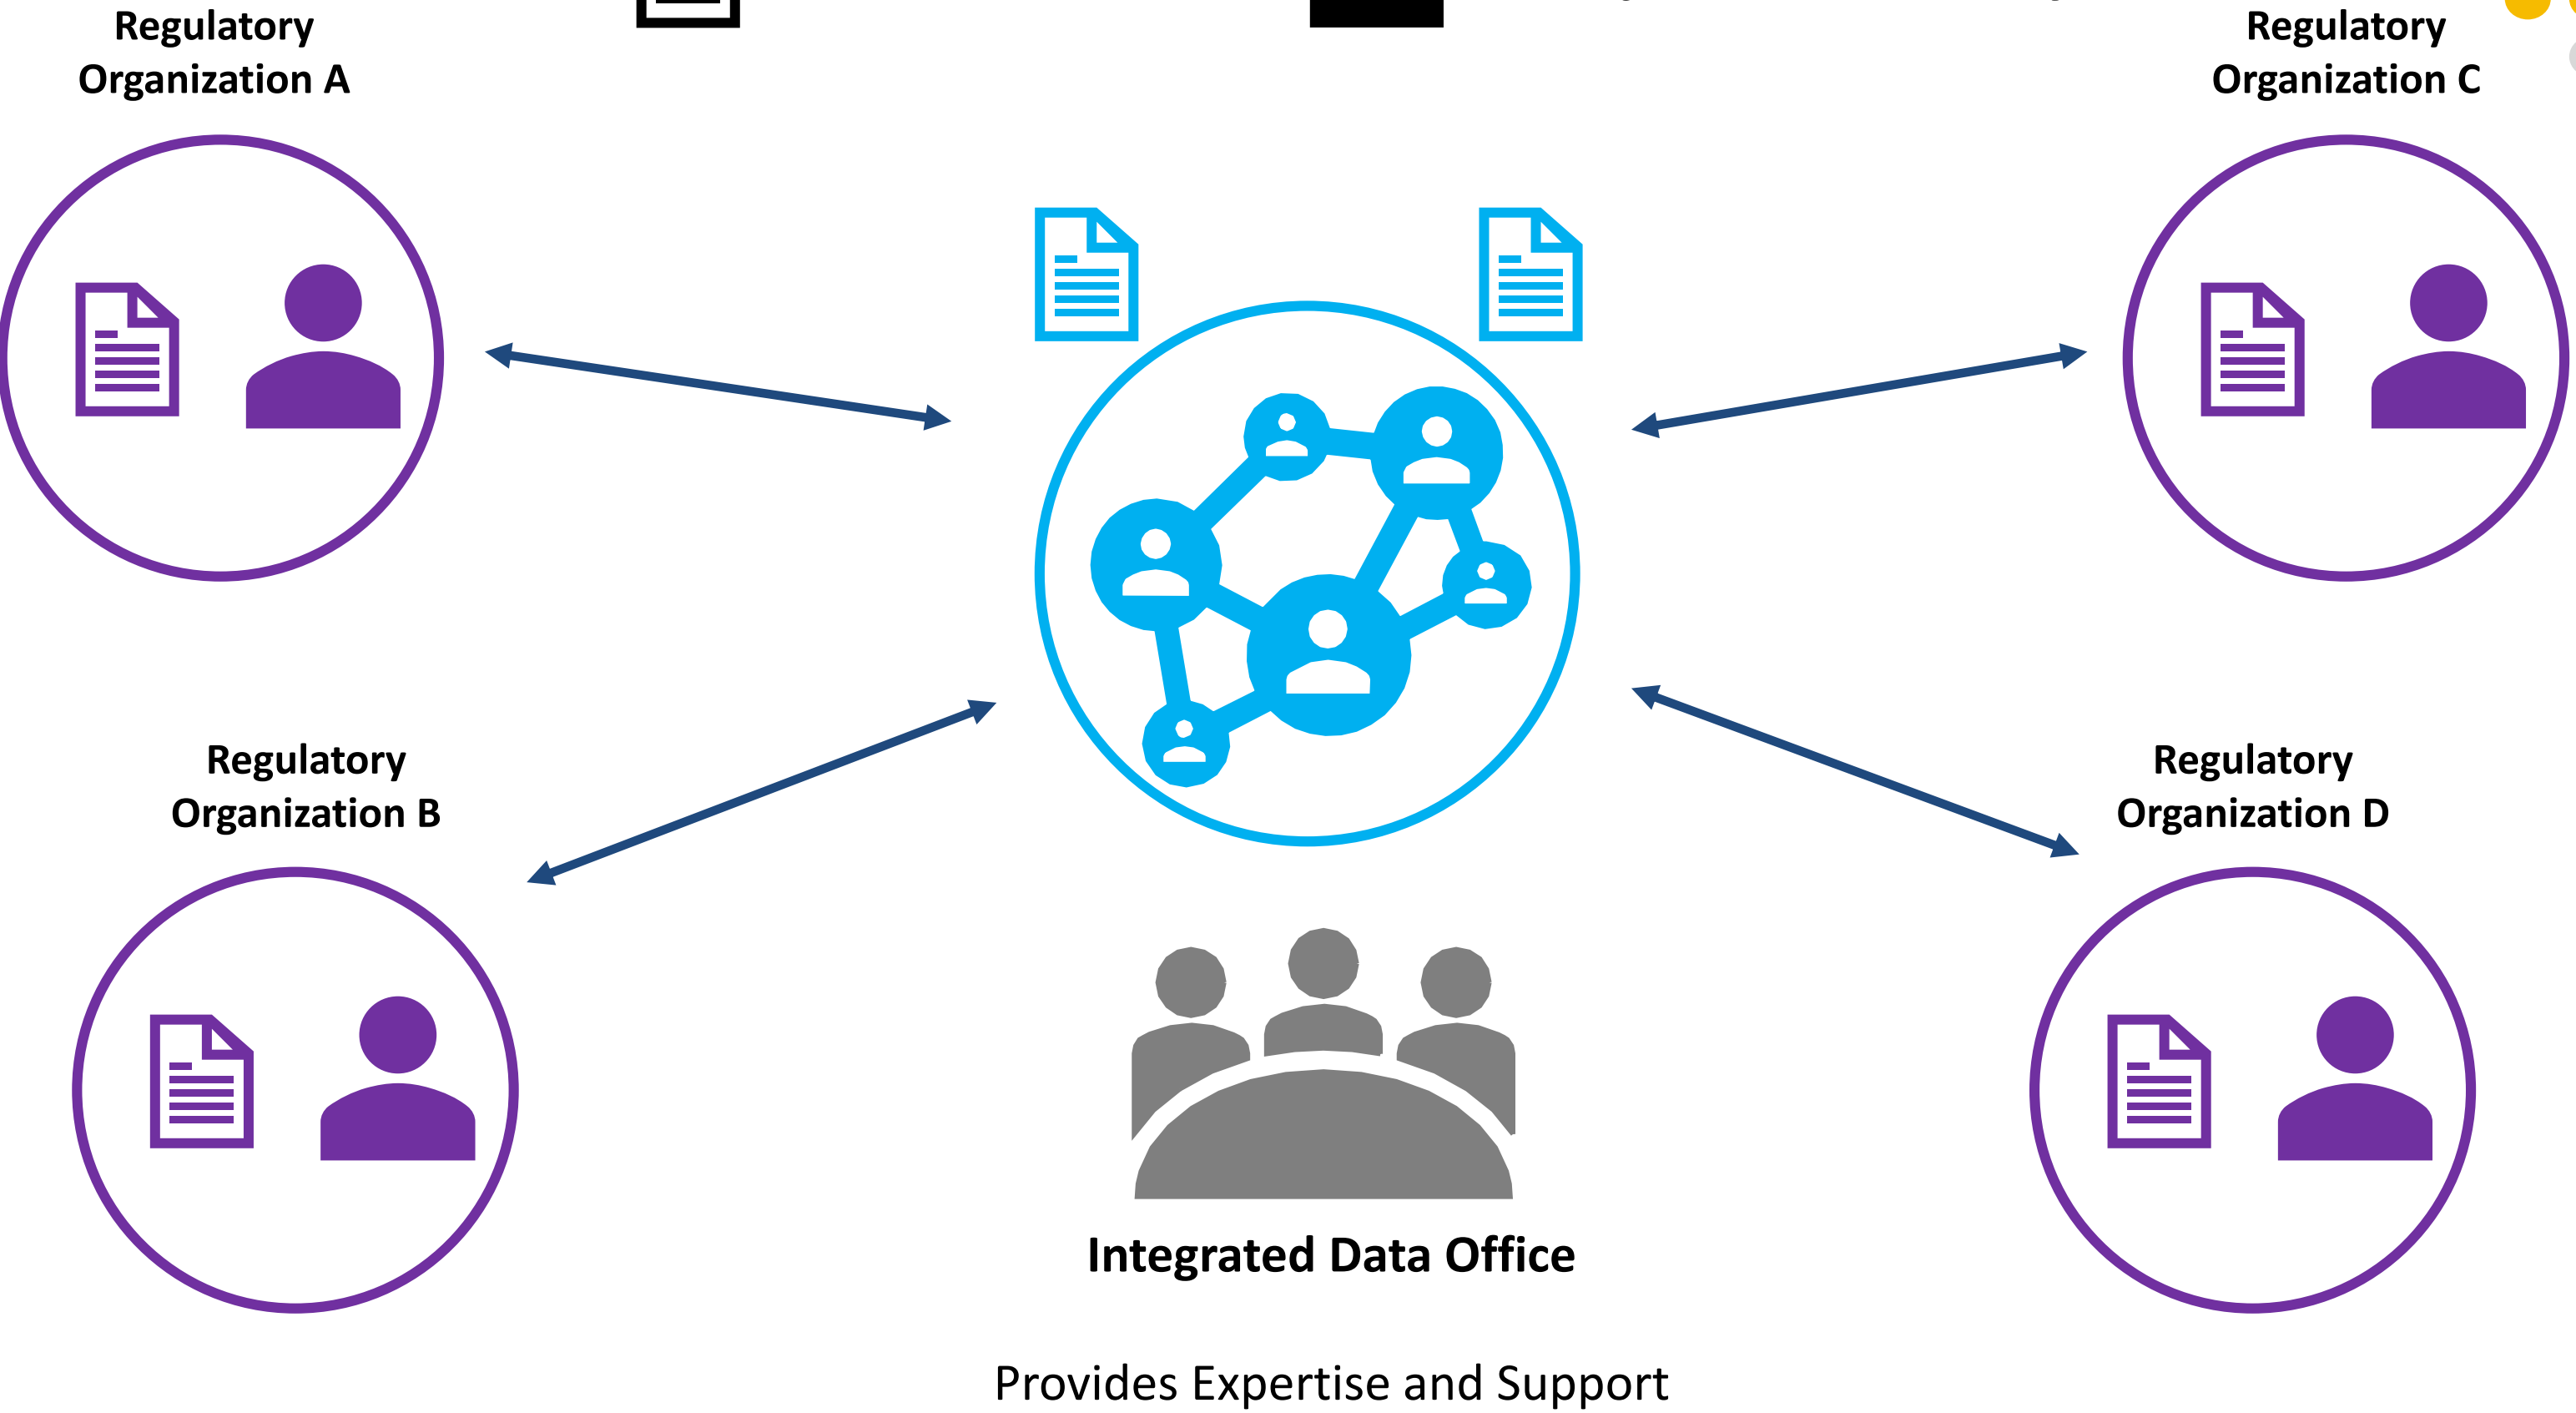 Regulatory
Organization A
Regulatory
Organization C
Regulatory
Organization B
Regulatory
Organization D
Integrated Data Office
Provides Expertise and Support